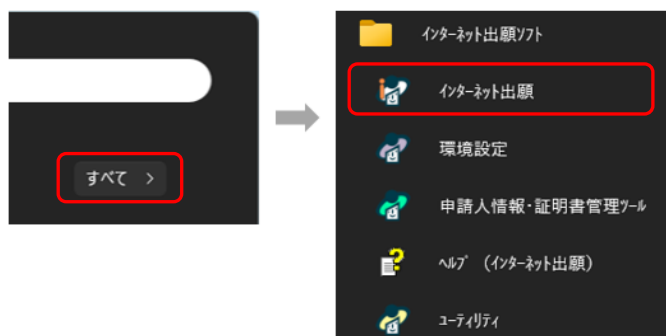 すべて >
インターネット出願ソフト
インターネット出願
環境設定
申請人情報・証明書管理ツール
ヘルプ （インターネット出願）
ユーティリティ